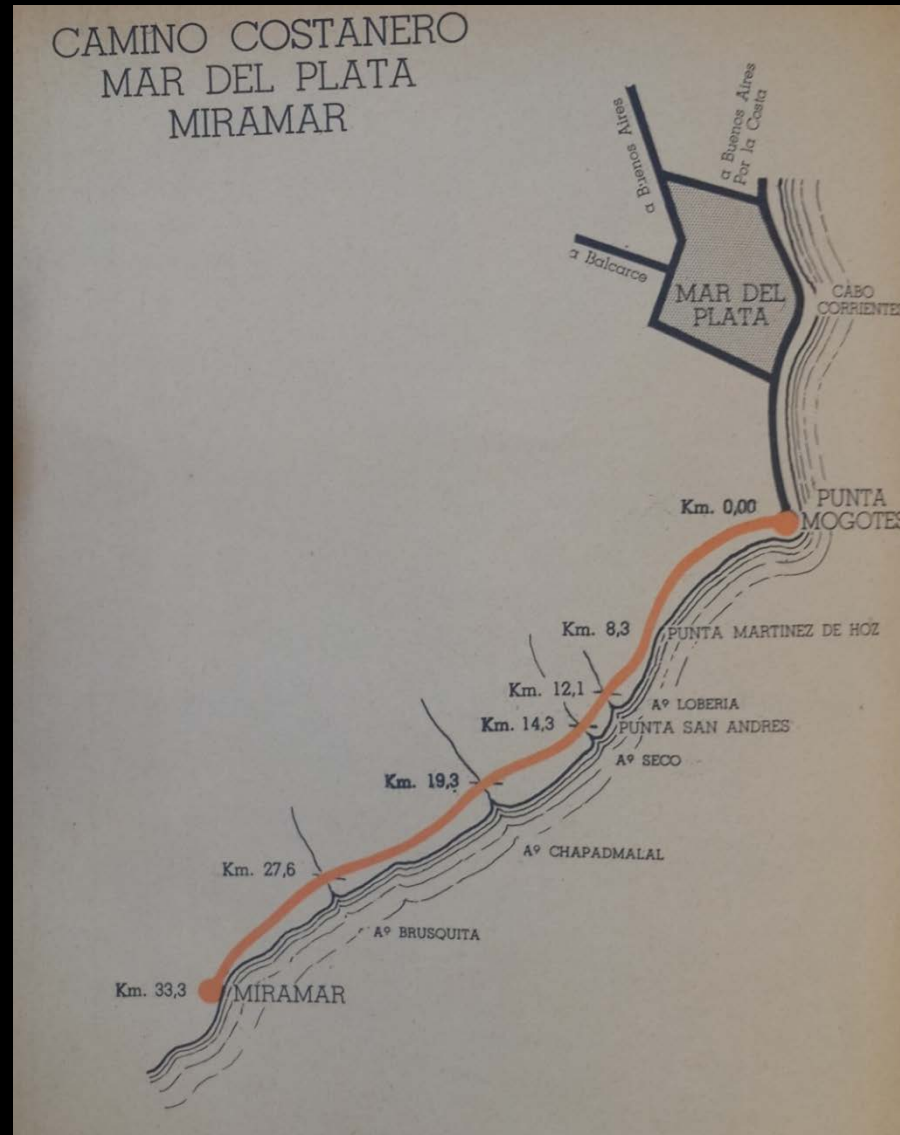 CAMINO COSTANERO
MAR DEL PLATA
MIRAMAR
a Buenos Aires
a Buenos Aires
Por la Costa
a Balcarce
MAR DEL
PLATA
CABO
CORRIENTES
Km. 0,00
PUNTA
MOGOTES
Km. 8,3
PUNTA MARTINEZ DE HOZ
Km. 12,1
Aº LOBERIA
Km. 14,3
PUNTA SAN ANDRES
Aº SECO
Km. 19,3
Aº CHAPADMALAL
Km. 27,6
Aº BRUSQUITA
Km. 33,3
MIRAMAR